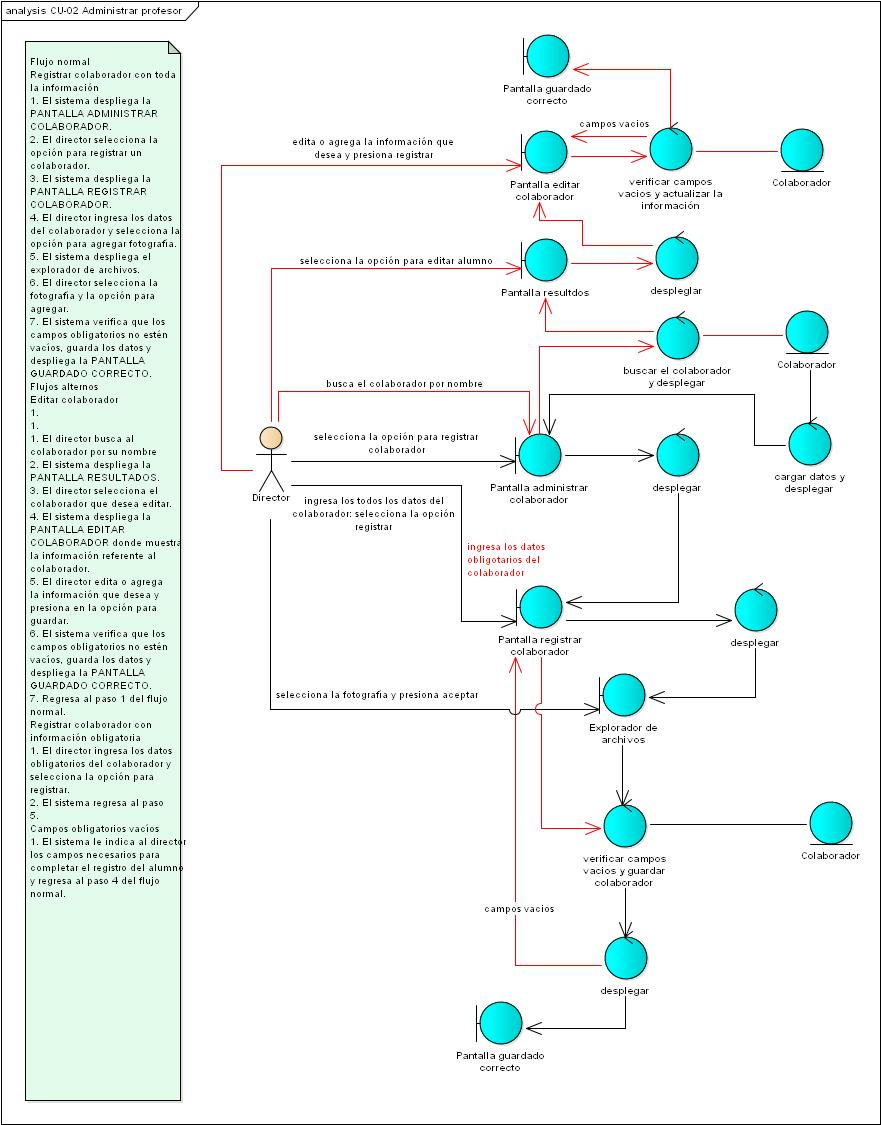 analysis CU-02 Administrar profesor
Flujo normal
Registrar colaborador con toda
la información
1. El sistema despliega la
PANTALLA ADMINISTRAR
COLABORADOR.
2. El director selecciona la
opción para registrar un
colaborador.
3. El sistema despliega la
PANTALLA REGISTRAR
COLABORADOR.
4. El director ingresa los datos
del colaborador y selecciona la
opción para agregar fotografía.
5. El sistema despliega el
explorador de archivos.
6. El director selecciona la
fotografía y la opción para
agregar.
7. El sistema verifica que los
campos obligatorios no estén
vacíos, guarda los datos y
despliega la PANTALLA
GUARDADO CORRECTO.
Flujos alternos
Editar colaborador
1.
1.
1. El director busca al
colaborador por su nombre
2. El sistema despliega la
PANTALLA RESULTADOS.
3. El director selecciona el
colaborador que desea editar.
4. El sistema despliega la
PANTALLA EDITAR
COLABORADOR donde muestra
la información referente al
colaborador.
5. El director edita o agrega
la información que desea y
presiona en la opción para
guardar.
6. El sistema verifica que los
campos obligatorios no estén
vacíos, guarda los datos y
despliega la PANTALLA
GUARDADO CORRECTO.
7. Regresa al paso 1 del flujo
normal.
Registrar colaborador con
información obligatoria
1. El director ingresa los datos
obligatorios del colaborador y
selecciona la opción para
registrar.
2. El sistema regresa al paso
5.
Campos obligatorios vacíos
1. El sistema le indica al director
los campos necesarios para
completar el registro del alumno
y regresa al paso 4 del flujo
normal.
Pantalla guardado
correcto
campos vacios
edita o agrega la información que
desea y presiona registrar
Pantalla editar
colaborador
verificar campos
vacios y actualizar la
información
Colaborador
selecciona la opción para editar alumno
Pantalla resultdos
despleglar
buscar el colaborador
y desplegar
Colaborador
busca el colaborador por nombre
selecciona la opción para registrar
colaborador
Pantalla administrar
colaborador
desplegar
cargar datos y
desplegar
Director
ingresa los todos los datos del
colaborador: selecciona la opción
registrar
ingresa los datos
obligotarios del
colaborador
Pantalla registrar
colaborador
desplegar
selecciona la fotografia y presiona aceptar
Explorador de
archivos
verificar campos
vacios y guardar
colaborador
Colaborador
campos vacios
desplegar
Pantalla guardado
correcto